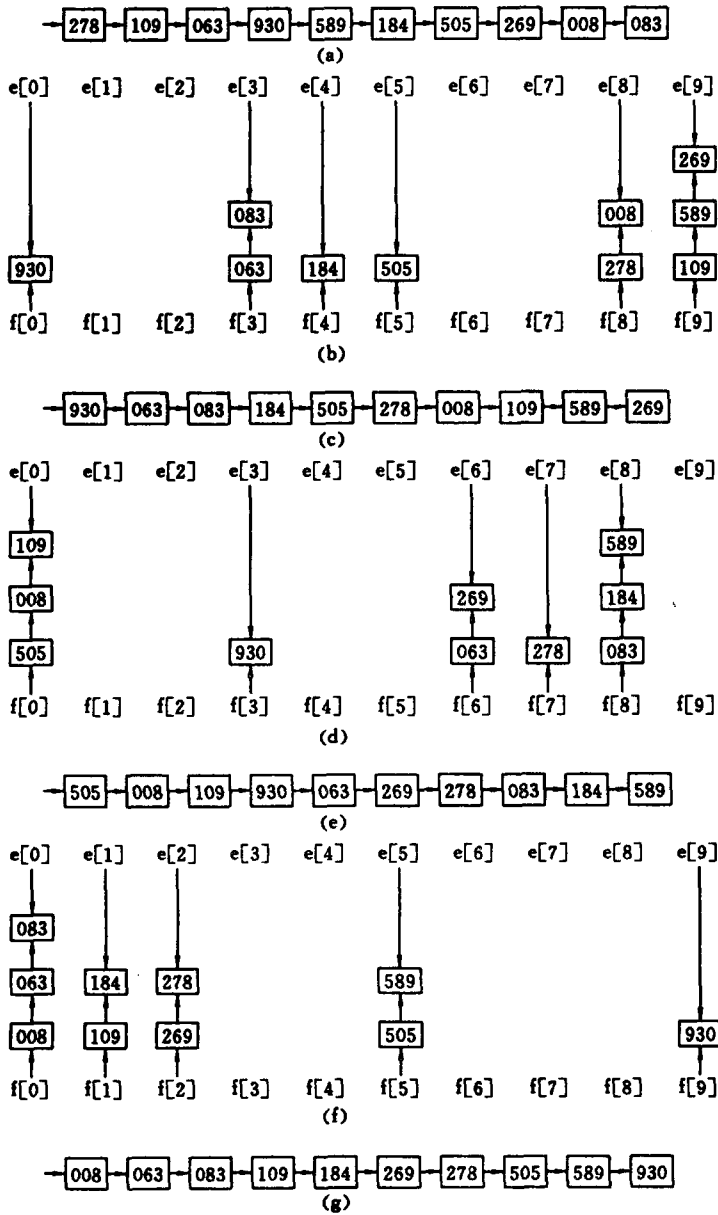 278 109 063 930 589 184 505 269 008 083
(a)
e[0] e[1] e[2] e[3] e[4] e[5] e[6] e[7] e[8] e[9]
269
083 008 589
930 063 184 505 278 109
f[0] f[1] f[2] f[3] f[4] f[5] f[6] f[7] f[8] f[9]
(b)
930 063 083 184 505 278 008 109 589 269
(c)
e[0] e[1] e[2] e[3] e[4] e[5] e[6] e[7] e[8] e[9]
109 589
008 269 184
505 930 063 278 083
f[0] f[1] f[2] f[3] f[4] f[5] f[6] f[7] f[8] f[9]
(d)
505 008 109 930 063 269 278 083 184 589
(e)
e[0] e[1] e[2] e[3] e[4] e[5] e[6] e[7] e[8] e[9]
083
063 184 278 589
008 109 269 505 930
f[0] f[1] f[2] f[3] f[4] f[5] f[6] f[7] f[8] f[9]
(f)
008 063 083 109 184 269 278 505 589 930
(g)